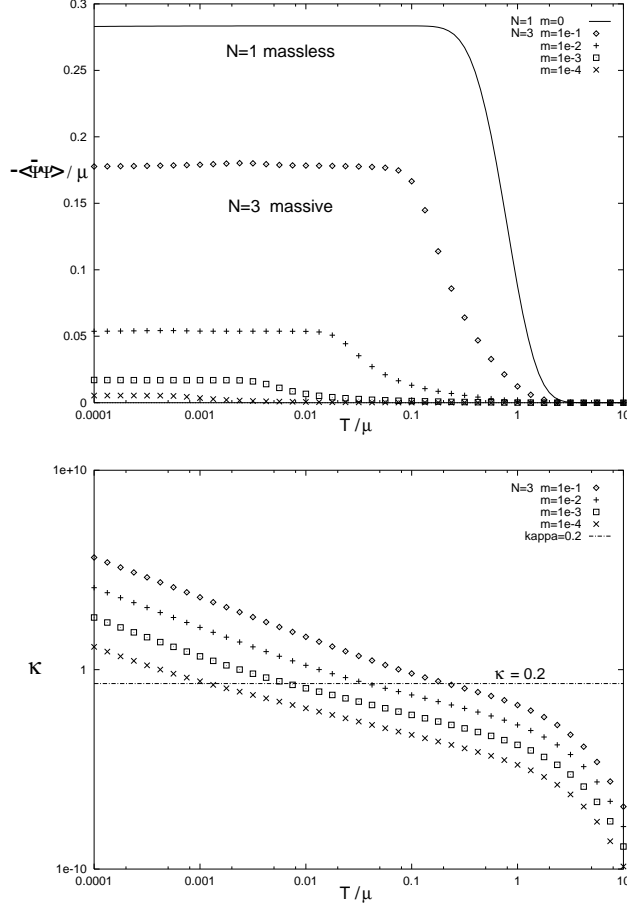 0.3
N=1 m=0
N=3 m=1e-1
m=1e-2
m=1e-3
m=1e-4
0.25
N=1 massless
0.2
-<Ψ̄Ψ>/μ
N=3 massive
0.15
0.1
0.05
0
0.0001 0.001 0.01 0.1 1 10
T/μ
1e+10
N=3 m=1e-1
m=1e-2
m=1e-3
m=1e-4
kappa=0.2
κ
1
κ = 0.2
1e-10
0.0001 0.001 0.01 0.1 1 10
T/μ